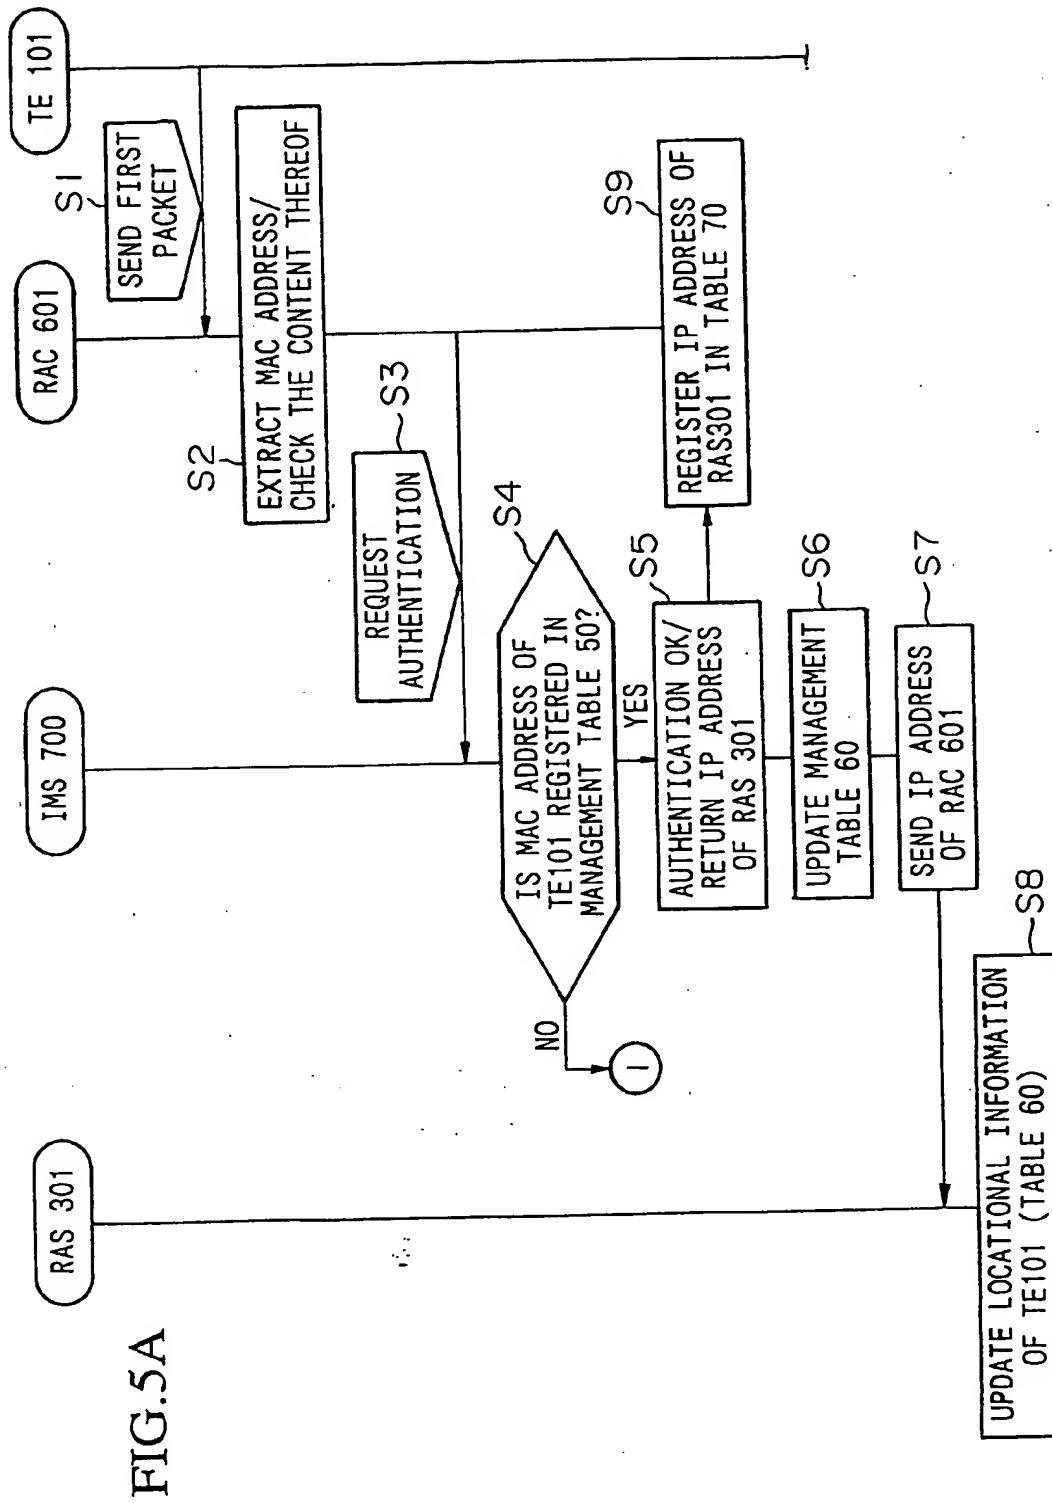 FIG.5A
RAS 301
IMS 700
RAC 601
TE 101
S1
SEND FIRST
PACKET
S2
EXTRACT MAC ADDRESS/
CHECK THE CONTENT THEREOF
S3
REQUEST
AUTHENTICATION
S4
IS MAC ADDRESS OF
TE101 REGISTERED IN
MANAGEMENT TABLE 50?
NO
1
YES
S5
AUTHENTICATION OK/
RETURN IP ADDRESS
OF RAS 301
S9
REGISTER IP ADDRESS OF
RAS301 IN TABLE 70
S6
UPDATE MANAGEMENT
TABLE 60
S7
SEND IP ADDRESS
OF RAC 601
S8
UPDATE LOCATIONAL INFORMATION
OF TE101 (TABLE 60)